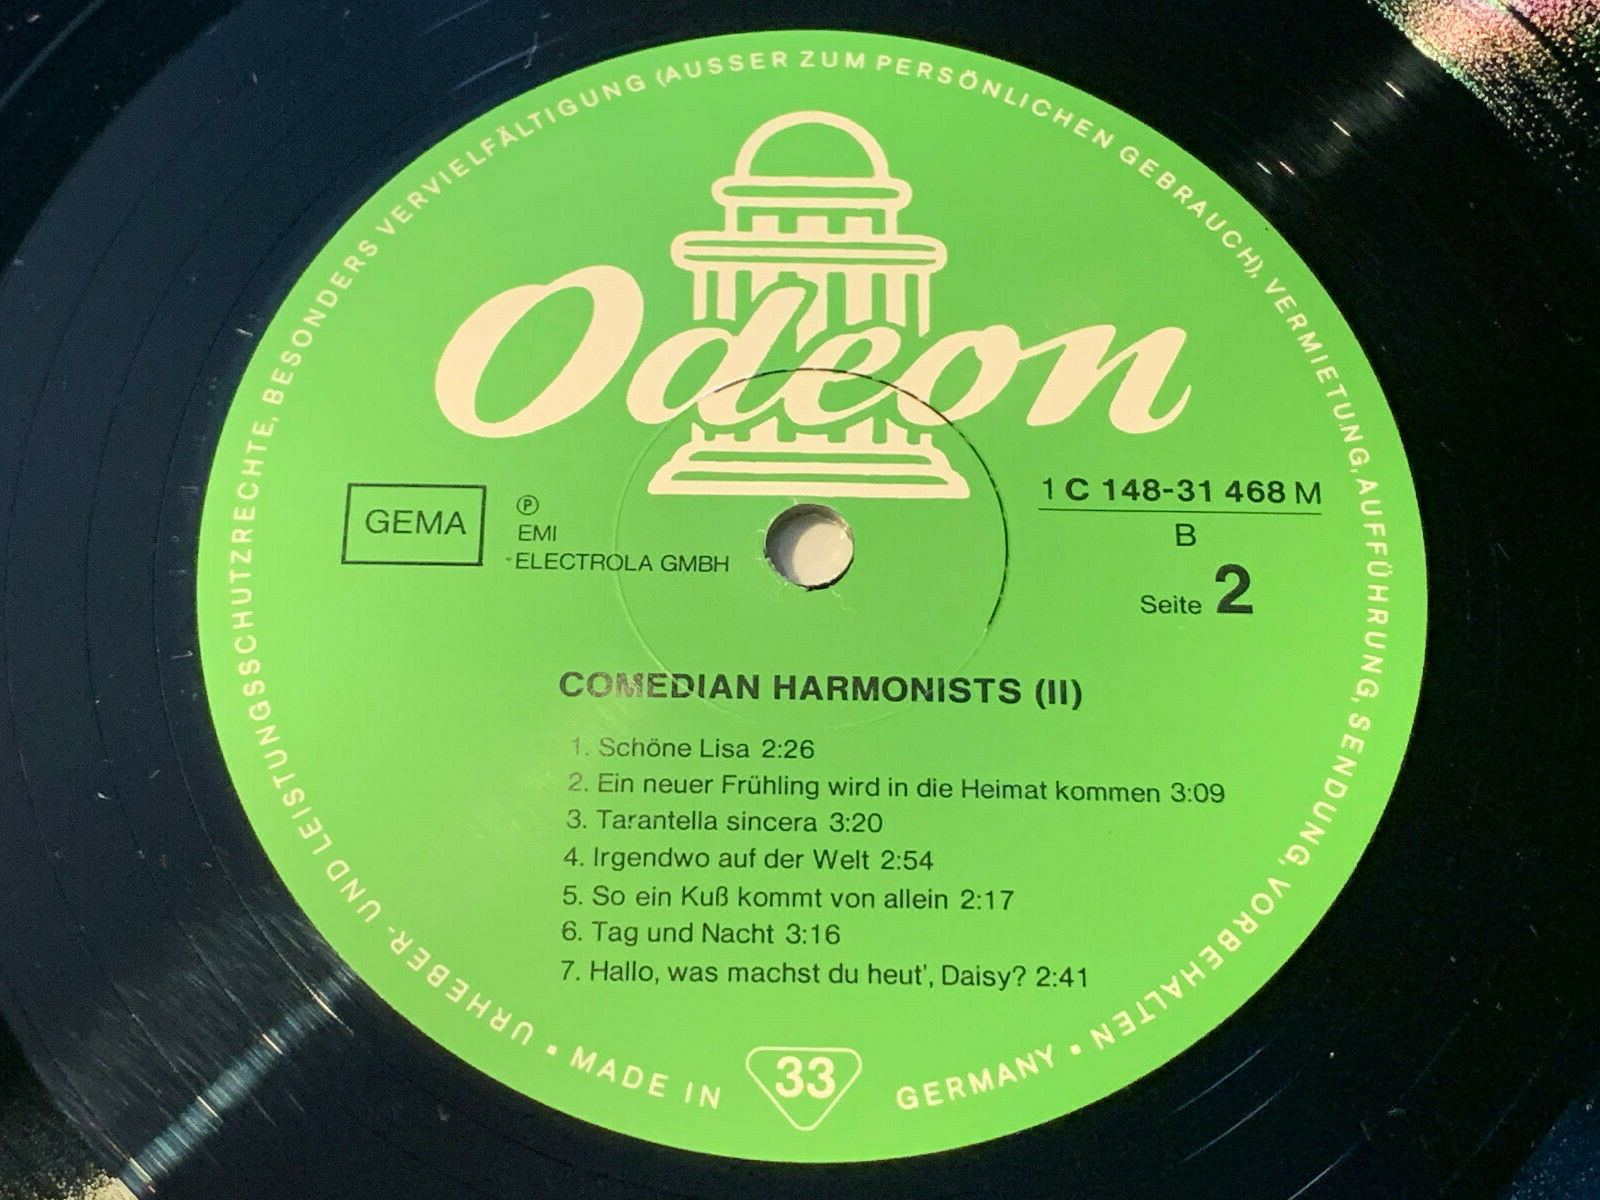 URHEBER- UND LEISTUNGSSCHUTZRECHTE, BESONDERS VERVIELFÄLTIGUNG (AUSSER ZUM PERSÖNLICHEN GEBRAUCH), VERMIETUNG, AUFFÜHRUNG, SENDUNG, VORBEHALTEN
Odeon
GEMA
℗
EMI
ELECTROLA GMBH
1 C 148-31 468 M
B
Seite 2
COMEDIAN HARMONISTS (II)
1. Schöne Lisa 2:26
2. Ein neuer Frühling wird in die Heimat kommen 3:09
3. Tarantella sincera 3:20
4. Irgendwo auf der Welt 2:54
5. So ein Kuß kommt von allein 2:17
6. Tag und Nacht 3:16
7. Hallo, was machst du heut', Daisy? 2:41
▪ MADE IN 33 GERMANY ▪